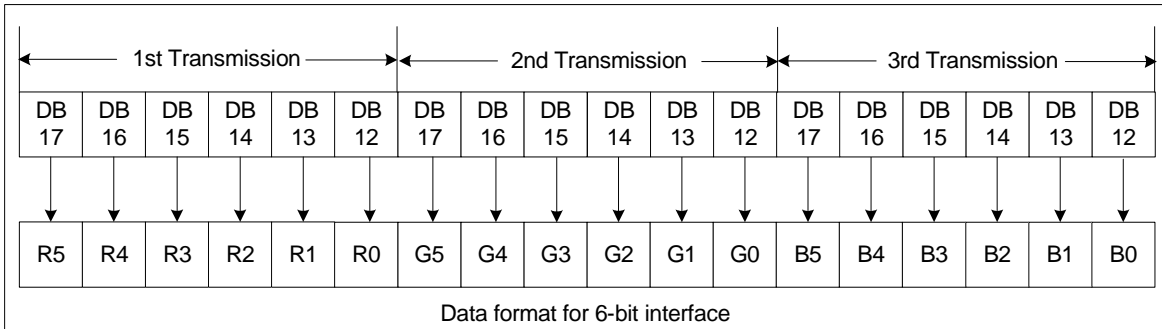 1st Transmission 2nd Transmission 3rd Transmission
DB DB DB DB DB DB DB DB DB DB DB DB DB DB DB DB DB DB
17 16 15 14 13 12 17 16 15 14 13 12 17 16 15 14 13 12
R5 R4 R3 R2 R1 R0 G5 G4 G3 G2 G1 G0 B5 B4 B3 B2 B1 B0
Data format for 6-bit interface